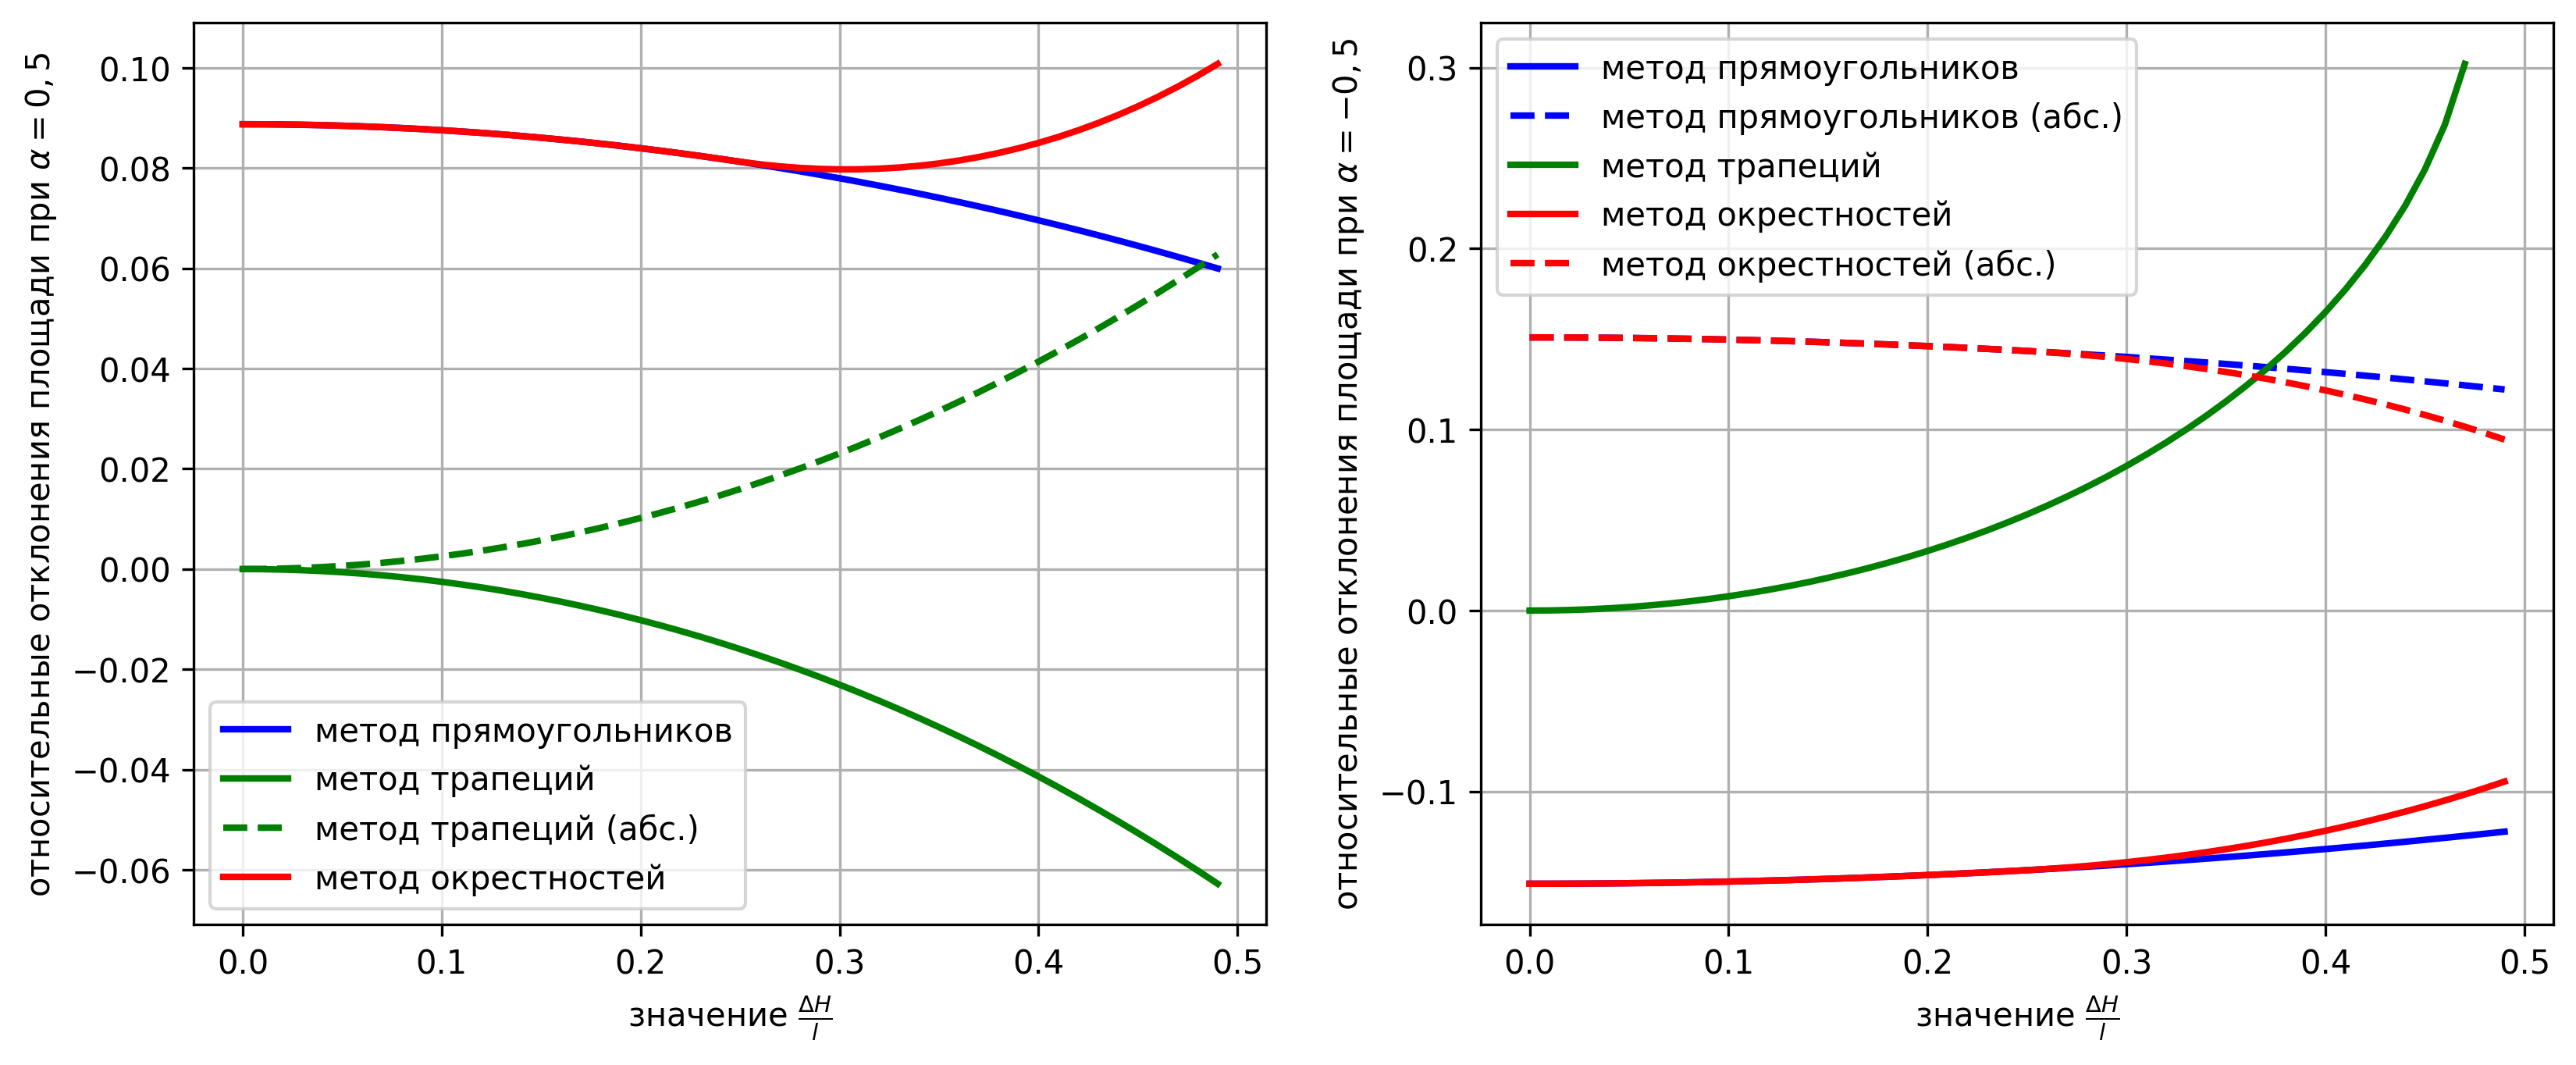 относительные отклонения площади при α = 0, 5
0.10
0.08
0.06
0.04
0.02
0.00
−0.02
−0.04
−0.06
метод прямоугольников
метод трапеций
метод трапеций (абс.)
метод окрестностей
0.0 0.1 0.2 0.3 0.4 0.5
значение ΔH/l
относительные отклонения площади при α = −0, 5
0.3
0.2
0.1
0.0
−0.1
метод прямоугольников
метод прямоугольников (абс.)
метод трапеций
метод окрестностей
метод окрестностей (абс.)
0.0 0.1 0.2 0.3 0.4 0.5
значение ΔH/l